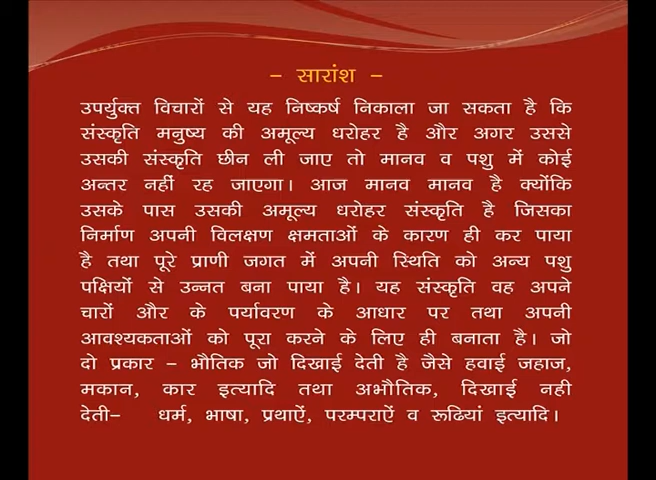 – सारांश –
उपर्युक्त विचारों से यह निष्कर्ष निकाला जा सकता है कि
संस्कृति मनुष्य की अमूल्य धरोहर है और अगर उससे
उसकी संस्कृति छीन ली जाए तो मानव व पशु में कोई
अन्तर नहीं रह जाएगा। आज मानव मानव है क्योंकि
उसके पास उसकी अमूल्य धरोहर संस्कृति है जिसका
निर्माण अपनी विलक्षण क्षमताओं के कारण ही कर पाया
है तथा पूरे प्राणी जगत में अपनी स्थिति को अन्य पशु
पक्षियों से उन्नत बना पाया है। यह संस्कृति वह अपने
चारों और के पर्यावरण के आधार पर तथा अपनी
आवश्यकताओं को पूरा करने के लिए ही बनाता है। जो
दो प्रकार – भौतिक जो दिखाई देती है जैसे हवाई जहाज,
मकान, कार इत्यादि तथा अभौतिक, दिखाई नही
देती– धर्म, भाषा, प्रथाऐं, परम्पराऐं व रूढियां इत्यादि।